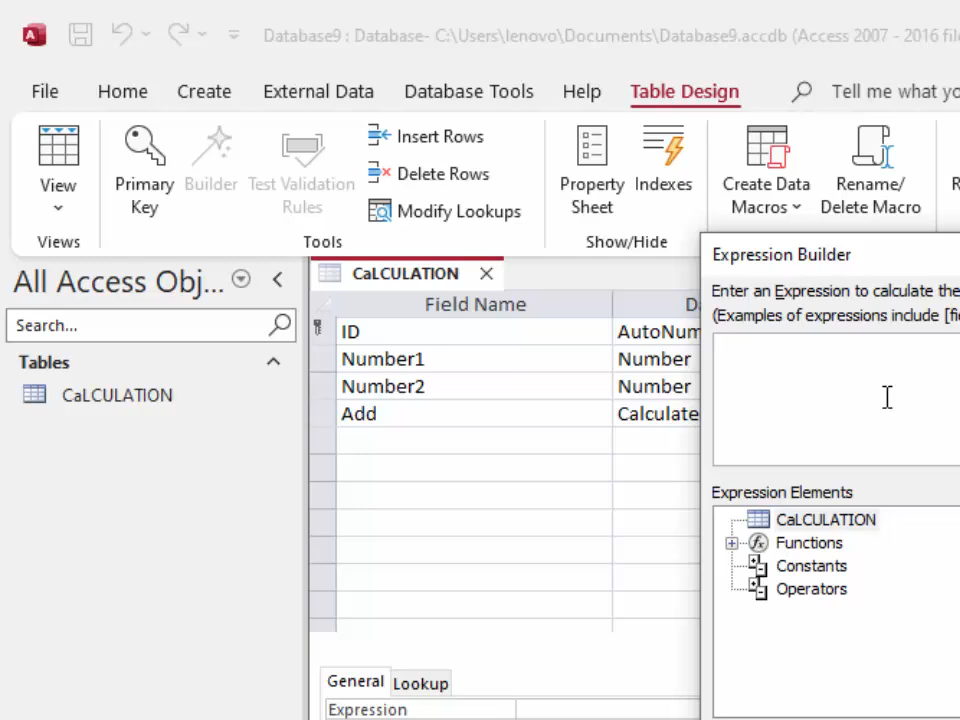 Database9 : Database- C:\Users\lenovo\Documents\Database9.accdb (Access 2007 - 2016 fil
File Home Create External Data Database Tools Help Table Design Tell me what yo
View
Views
Primary
Key
Builder
Test Validation
Rules
Insert Rows
Delete Rows
Modify Lookups
Tools
Property
Sheet
Indexes
Show/Hide
Create Data
Macros
Rename/
Delete Macro
R
All Access Obj...
Search...
Tables
CaLCULATION
CaLCULATION
Field Name Da
ID AutoNum
Number1 Number
Number2 Number
Add Calculate
General Lookup
Expression
Expression Builder
Enter an Expression to calculate the
(Examples of expressions include [fie
Expression Elements
CaLCULATION
Functions
Constants
Operators